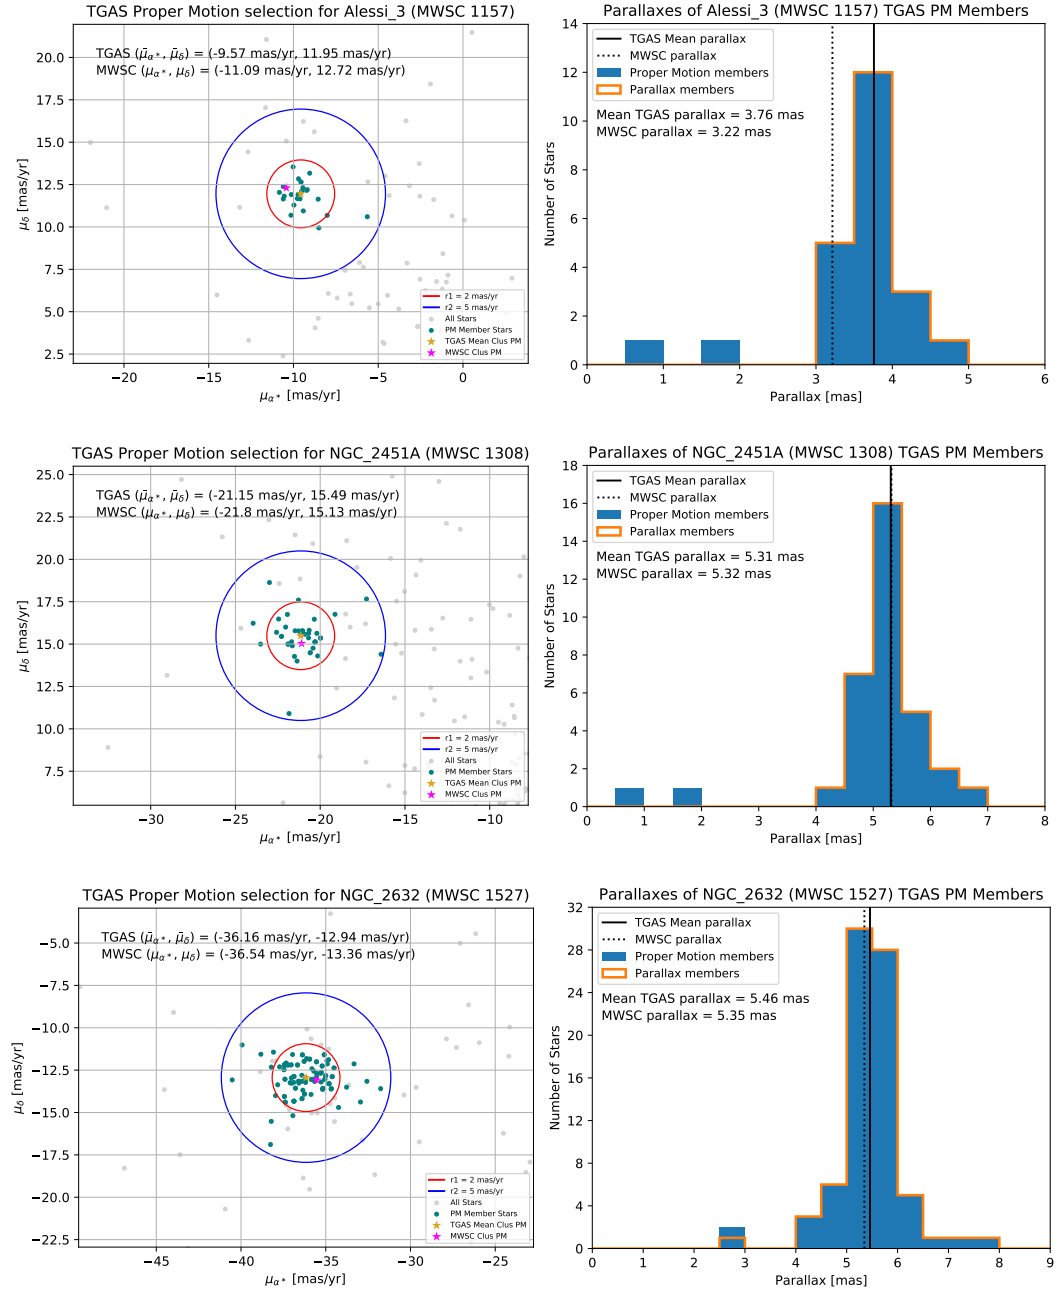 TGAS Proper Motion selection for Alessi_3 (MWSC 1157)
TGAS (μ̄α*, μ̄δ) = (-9.57 mas/yr, 11.95 mas/yr)
MWSC (μα*, μδ) = (-11.09 mas/yr, 12.72 mas/yr)
μδ [mas/yr]
20.0
17.5
15.0
12.5
10.0
7.5
5.0
2.5
r1 = 2 mas/yr
r2 = 5 mas/yr
All Stars
PM Member Stars
TGAS Mean Clus PM
MWSC Clus PM
−20 −15 −10 −5 0
μα* [mas/yr]
Parallaxes of Alessi_3 (MWSC 1157) TGAS PM Members
TGAS Mean parallax
MWSC parallax
Proper Motion members
Parallax members
Mean TGAS parallax = 3.76 mas
MWSC parallax = 3.22 mas
Number of Stars
14
12
10
8
6
4
2
0
0 1 2 3 4 5 6
Parallax [mas]
TGAS Proper Motion selection for NGC_2451A (MWSC 1308)
TGAS (μ̄α*, μ̄δ) = (-21.15 mas/yr, 15.49 mas/yr)
MWSC (μα*, μδ) = (-21.8 mas/yr, 15.13 mas/yr)
μδ [mas/yr]
25.0
22.5
20.0
17.5
15.0
12.5
10.0
7.5
r1 = 2 mas/yr
r2 = 5 mas/yr
All Stars
PM Member Stars
TGAS Mean Clus PM
MWSC Clus PM
−30 −25 −20 −15 −10
μα* [mas/yr]
Parallaxes of NGC_2451A (MWSC 1308) TGAS PM Members
TGAS Mean parallax
MWSC parallax
Proper Motion members
Parallax members
Mean TGAS parallax = 5.31 mas
MWSC parallax = 5.32 mas
Number of Stars
18
16
14
12
10
8
6
4
2
0
0 1 2 3 4 5 6 7 8
Parallax [mas]
TGAS Proper Motion selection for NGC_2632 (MWSC 1527)
TGAS (μ̄α*, μ̄δ) = (-36.16 mas/yr, -12.94 mas/yr)
MWSC (μα*, μδ) = (-36.54 mas/yr, -13.36 mas/yr)
μδ [mas/yr]
−5.0
−7.5
−10.0
−12.5
−15.0
−17.5
−20.0
−22.5
r1 = 2 mas/yr
r2 = 5 mas/yr
All Stars
PM Member Stars
TGAS Mean Clus PM
MWSC Clus PM
−45 −40 −35 −30 −25
μα* [mas/yr]
Parallaxes of NGC_2632 (MWSC 1527) TGAS PM Members
TGAS Mean parallax
MWSC parallax
Proper Motion members
Parallax members
Mean TGAS parallax = 5.46 mas
MWSC parallax = 5.35 mas
Number of Stars
32
28
24
20
16
12
8
4
0
0 1 2 3 4 5 6 7 8 9
Parallax [mas]